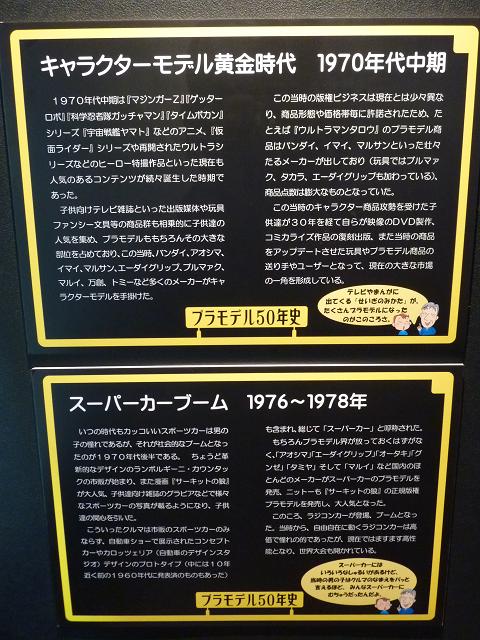 キャラクターモデル黄金時代　1970年代中期
　1970年代中期は『マジンガーZ』『ゲッター
ロボ』『科学忍者隊ガッチャマン』『タイムボカン』
シリーズ『宇宙戦艦ヤマト』などのアニメ、『仮
面ライダー』シリーズや再開されたウルトラシ
リーズなどのヒーロー特撮作品といった現在も
人気のあるコンテンツが続々誕生した時期で
あった。
　子供向けテレビ雑誌といった出版媒体や玩具
ファンシー文具等の商品群も相乗的に子供達の
人気を集め、プラモデルももちろんその大きな
部位を占めており、この当時、バンダイ、アオシマ、
イマイ、マルサン、エーダイグリップ、ブルマァク、
マルイ、万創、トミーなど多くのメーカーがキャ
ラクターモデルを手掛けた。
　この当時の版権ビジネスは現在とは少々異な
り、商品形態や価格帯毎に許諾されたため、た
とえば『ウルトラマンタロウ』のプラモデル商
品はバンダイ、イマイ、マルサンといった壮々
たるメーカーが出しており（玩具ではブルマァ
ク、タカラ、エーダイグリップも加わっている）、
商品点数は膨大なものとなっていた。
　この当時のキャラクター商品攻勢を受けた子
供達が30年を経て自らが映像のDVD製作、
コミカライズ作品の復刻出版、また当時の商品
をアップデートさせた玩具やプラモデル商品の
送り手やユーザーとなって、現在の大きな市場
の一角を形成している。
テレビやまんがに
出てくる「せいぎのみかた」が、
たくさんプラモデルになった
のがこのころさ。
プラモデル50年史
スーパーカーブーム　1976～1978年
　いつの時代もカッコいいスポーツカーは男
の子の憧れであるが、それが社会的なブームとなっ
たのが1970年代後半である。　ちょうど革
新的なデザインのランボルギーニ・カウンタック
の市販が始まり、また漫画『サーキットの狼』
が大人気、子供達向け雑誌のグラビアなどで様々
なスポーツカーの写真が載るようになり、子供
達の関心を引いた。
　こういったクルマは市販のスポーツカーのみ
ならず、自動車ショーで展示されたコンセプト
カーやカロッツェリア（自動車のデザインスタ
ジオ）デザインのプロトタイプ（中には10年
近く前の1960年代に発表済のものもあった）
も含まれ、総じて「スーパーカー」と呼称された。
　もちろんプラモデル界が放っておくはずがな
く、「アオシマ」「エーダイグリップ」「オータキ」「グ
ンゼ」「タミヤ」そして「マルイ」など国内のほ
とんどのメーカーがスーパーカーのプラモデルを
発売、ニットーも『サーキットの狼』の正規版権
プラモデルを発売し、大人気となった。
　このころ、ラジコンカーが登場、ブームとなっ
た。当時から、自由自在に動くラジコンカーは高
価で憧れの的であったが、現在ではますます高性
能となり、世界大会も開かれている。
スーパーカーには
いろいろなしゅるいがあるけど、
当時の男の子はクルマのなまえをパッと
言えるほど、みんなスーパーカーに
むちゅうだったんだよ。
プラモデル50年史